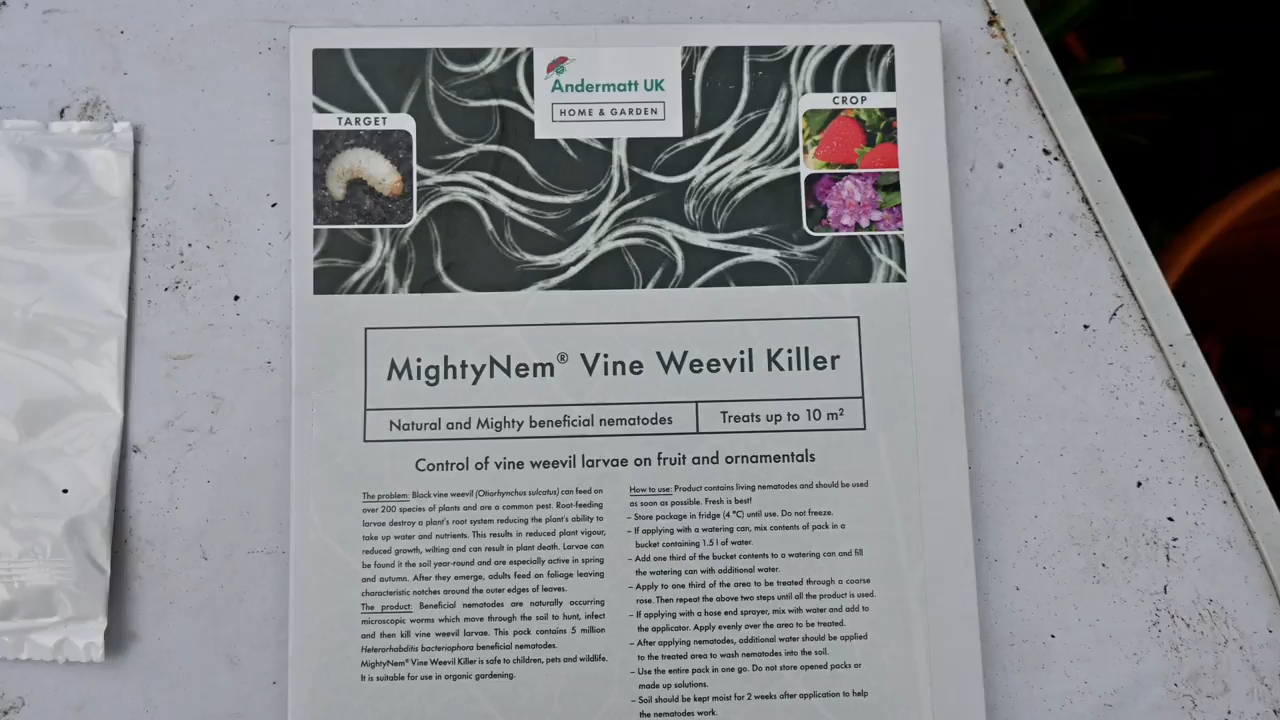 Andermatt UK
HOME & GARDEN
TARGET
CROP
MightyNem® Vine Weevil Killer
Natural and Mighty beneficial nematodes
Treats up to 10 m²
Control of vine weevil larvae on fruit and ornamentals
The problem: Black vine weevil (Otiorhynchus sulcatus) can feed on
over 200 species of plants and are a common pest. Root-feeding
larvae destroy a plant's root system reducing the plant's ability to
take up water and nutrients. This results in reduced plant vigour,
reduced growth, wilting and can result in plant death. Larvae can
be found it the soil year-round and are especially active in spring
and autumn. After they emerge, adults feed on foliage leaving
characteristic notches around the outer edges of leaves.
The product: Beneficial nematodes are naturally occurring
microscopic worms which move through the soil to hunt, infect
and then kill vine weevil larvae. This pack contains 5 million
Heterorhabditis bacteriophora beneficial nematodes.
MightyNem® Vine Weevil Killer is safe to children, pets and wildlife.
It is suitable for use in organic gardening.
How to use: Product contains living nematodes and should be used
as soon as possible. Fresh is best!
– Store package in fridge (4 °C) until use. Do not freeze.
– If applying with a watering can, mix contents of pack in a
bucket containing 1.5 l of water.
– Add one third of the bucket contents to a watering can and fill
the watering can with additional water.
– Apply to one third of the area to be treated through a coarse
rose. Then repeat the above two steps until all the product is used.
– If applying with a hose end sprayer, mix with water and add to
the applicator. Apply evenly over the area to be treated.
– After applying nematodes, additional water should be applied
to the treated area to wash nematodes into the soil.
– Use the entire pack in one go. Do not store opened packs or
made up solutions.
– Soil should be kept moist for 2 weeks after application to help
the nematodes work.